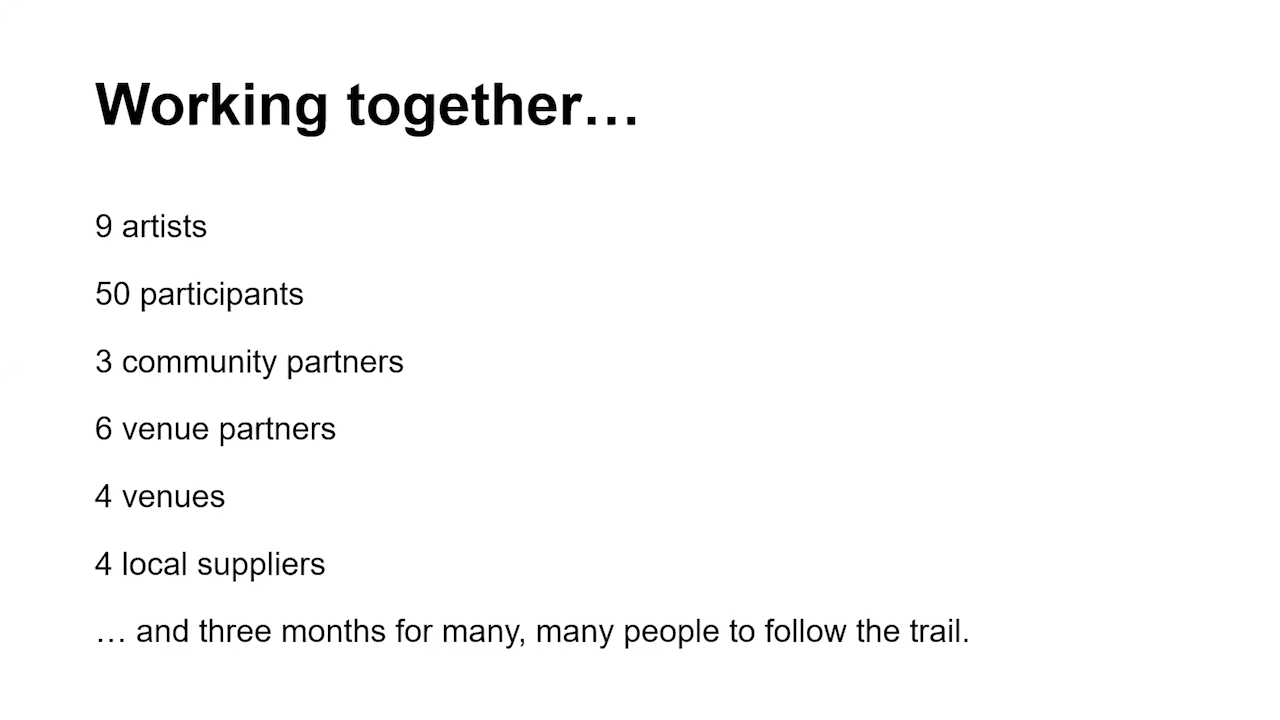 Working together…
9 artists
50 participants
3 community partners
6 venue partners
4 venues
4 local suppliers
… and three months for many, many people to follow the trail.